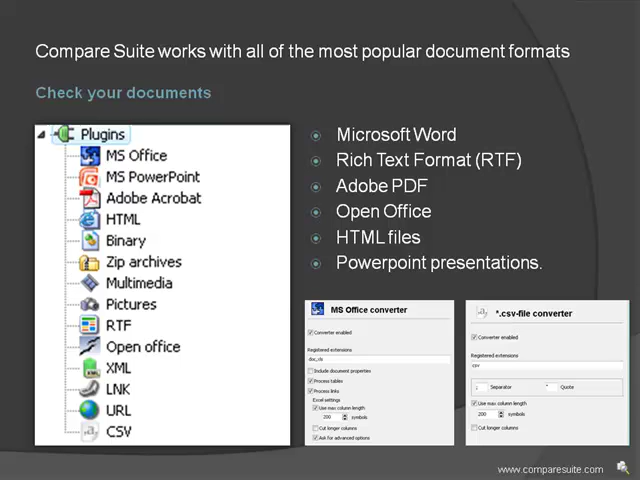 Compare Suite works with all of the most popular document formats
Check your documents
Plugins
MS Office
MS PowerPoint
Adobe Acrobat
HTML
Binary
Zip archives
Multimedia
Pictures
RTF
Open office
XML
LNK
URL
CSV
Microsoft Word
Rich Text Format (RTF)
Adobe PDF
Open Office
HTML files
Powerpoint presentations.
MS Office converter
Converter enabled
Registered extensions
doc,xls
Include document properties
Process tables
Process links
Excel settings
Use max column length
200 symbols
Cut longer columns
Ask for advanced options
*.csv-file converter
Converter enabled
Registered extensions
csv
Separator " Quote
Use max column length
200 symbols
Cut longer columns
www.comparesuite.com